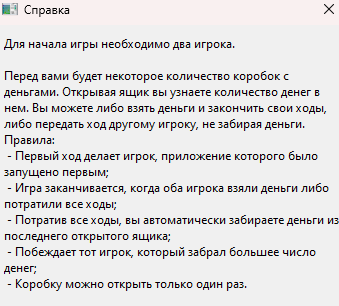 Справка
Для начала игры необходимо два игрока.
Перед вами будет некоторое количество коробок с
деньгами. Открывая ящик вы узнаете количество денег в
нем. Вы можете либо взять деньги и закончить свои ходы,
либо передать ход другому игроку, не забирая деньги.
Правила:
- Первый ход делает игрок, приложение которого было
запущено первым;
- Игра заканчивается, когда оба игрока взяли деньги либо
потратили все ходы;
- Потратив все ходы, вы автоматически забираете деньги из
последнего открытого ящика;
- Побеждает тот игрок, который забрал большее число
денег;
- Коробку можно открыть только один раз.